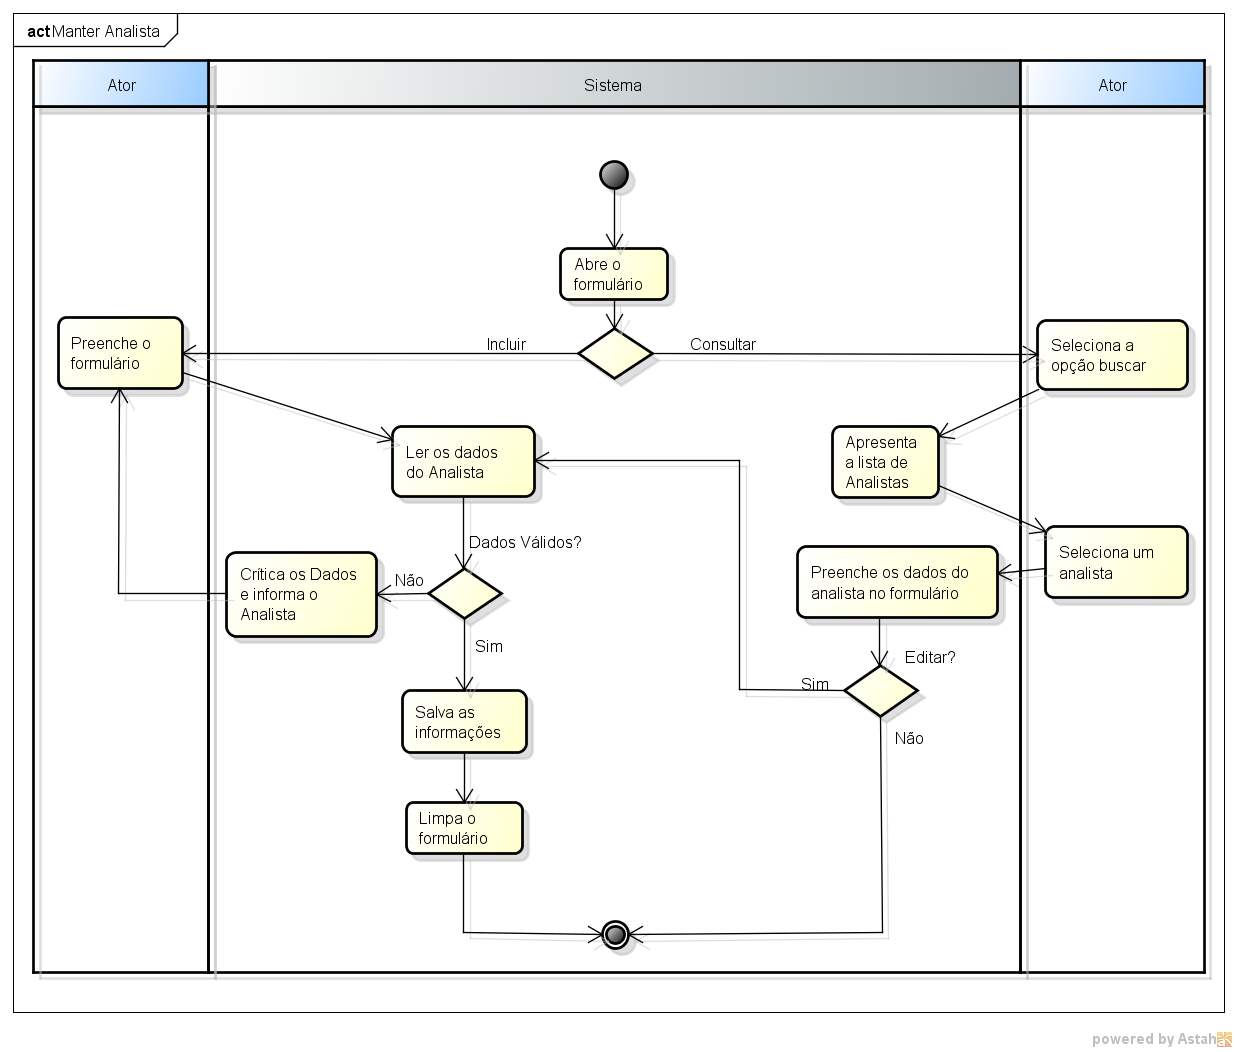 act Manter Analista
Ator
Sistema
Ator
Abre o
formulário
Incluir
Consultar
Preenche o
formulário
Seleciona a
opção buscar
Ler os dados
do Analista
Apresenta
a lista de
Analistas
Dados Válidos?
Seleciona um
analista
Preenche os dados do
analista no formulário
Crítica os Dados
e informa o
Analista
Não
Sim
Editar?
Sim
Não
Salva as
informações
Limpa o
formulário
powered by Astah